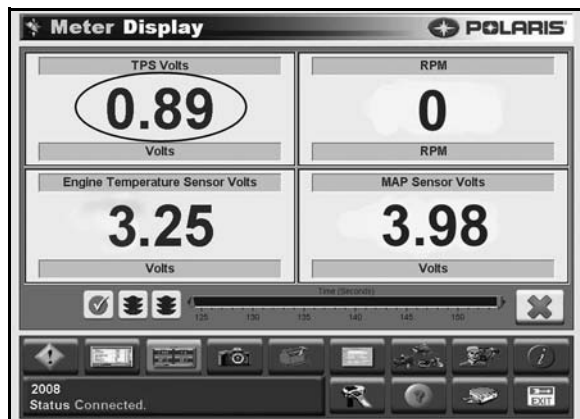 Meter Display
POLARIS
TPS Volts
RPM
0.89
0
Volts
RPM
Engine Temperature Sensor Volts
MAP Sensor Volts
3.25
3.98
Volts
Volts
Time (Seconds)
125 130 135 140 145 150
i
2008
?
Status Connected.
EXIT